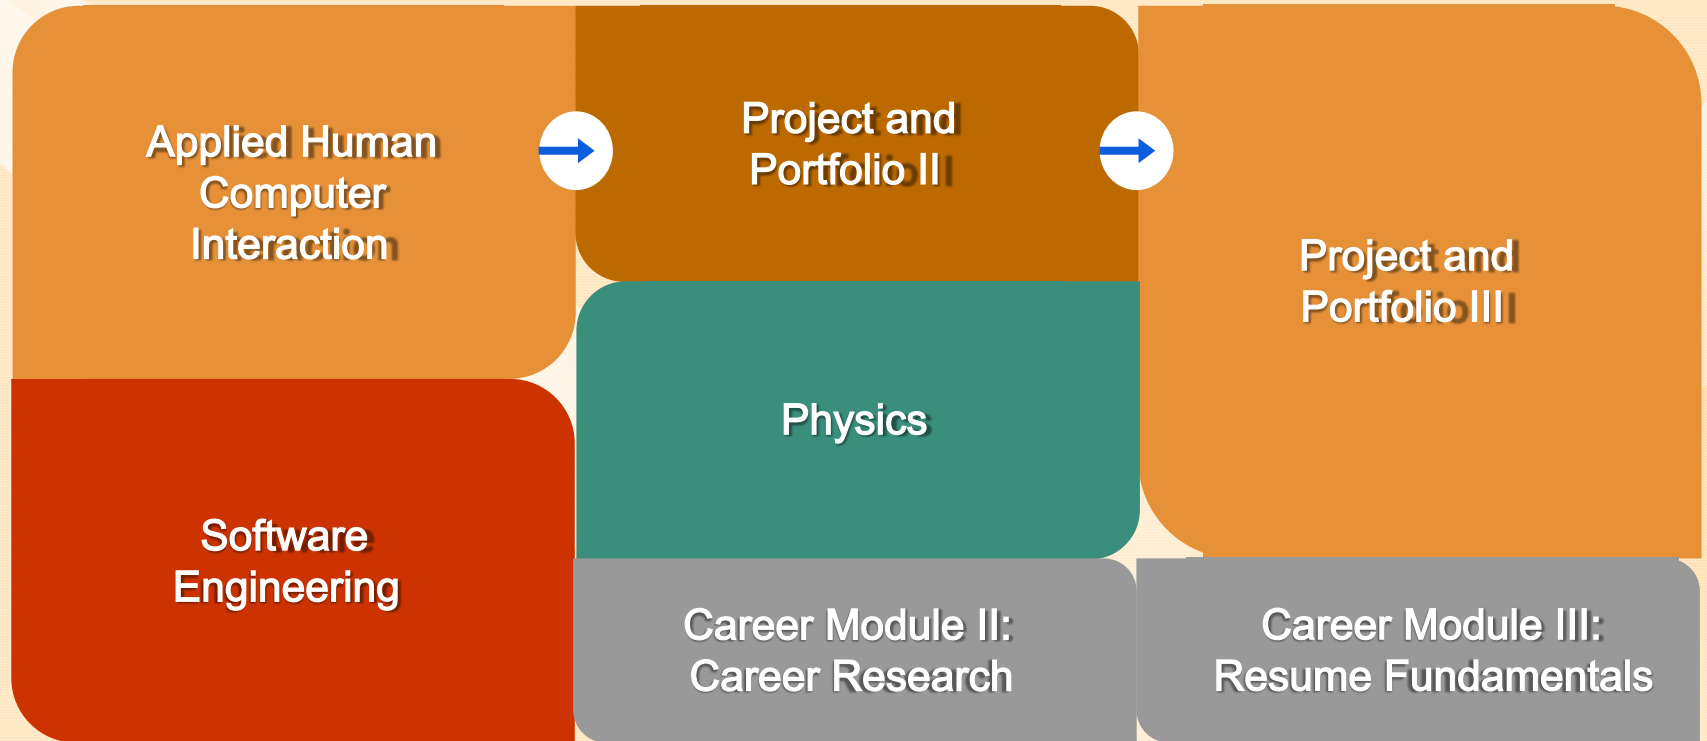 Applied Human
Computer
Interaction
Software
Engineering
Project and
Portfolio II
Physics
Career Module II:
Career Research
Project and
Portfolio III
Career Module III:
Resume Fundamentals